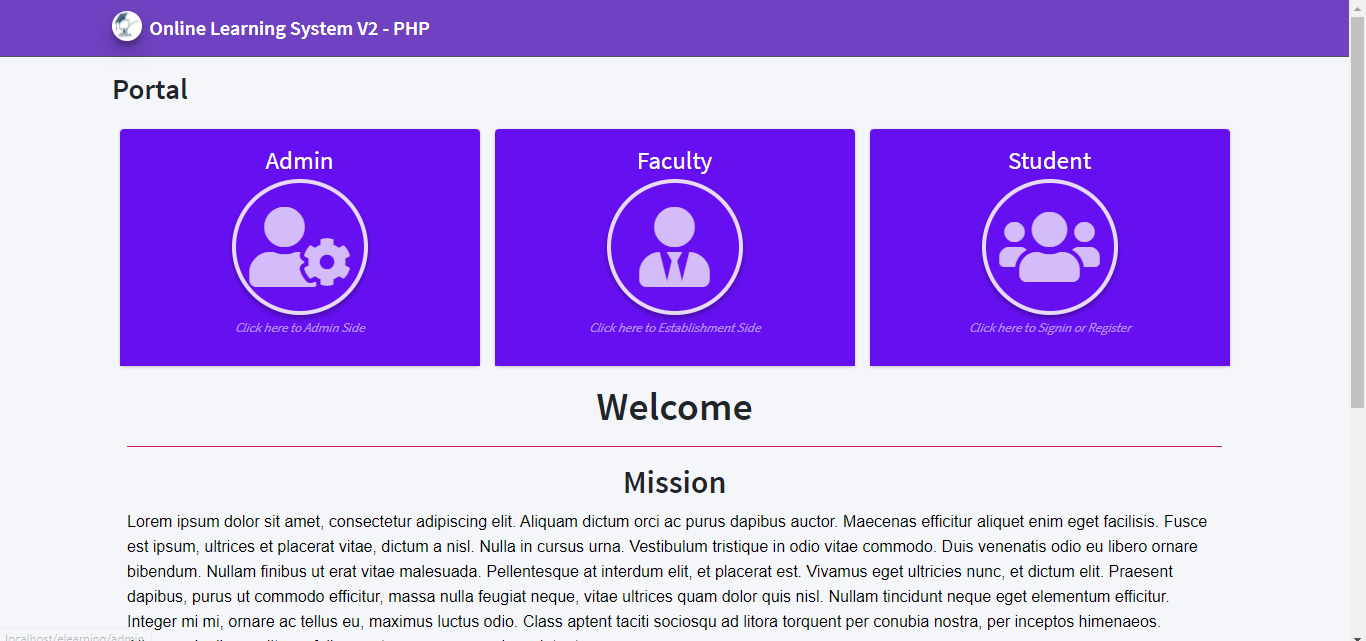 Online Learning System V2 - PHP
Portal
Admin
Click here to Admin Side
Faculty
Click here to Establishment Side
Student
Click here to Signin or Register
Welcome
Mission
Lorem ipsum dolor sit amet, consectetur adipiscing elit. Aliquam dictum orci ac purus dapibus auctor. Maecenas efficitur aliquet enim eget facilisis. Fusce
est ipsum, ultrices et placerat vitae, dictum a nisl. Nulla in cursus urna. Vestibulum tristique in odio vitae commodo. Duis venenatis odio eu libero ornare
bibendum. Nullam finibus ut erat vitae malesuada. Pellentesque at interdum elit, et placerat est. Vivamus eget ultricies nunc, et dictum elit. Praesent
dapibus, purus ut commodo efficitur, massa nulla feugiat neque, vitae ultrices quam dolor quis nisl. Nullam tincidunt neque eget elementum efficitur.
Integer mi mi, ornare ac tellus eu, maximus luctus odio. Class aptent taciti sociosqu ad litora torquent per conubia nostra, per inceptos himenaeos.
localhost/elearning/admin